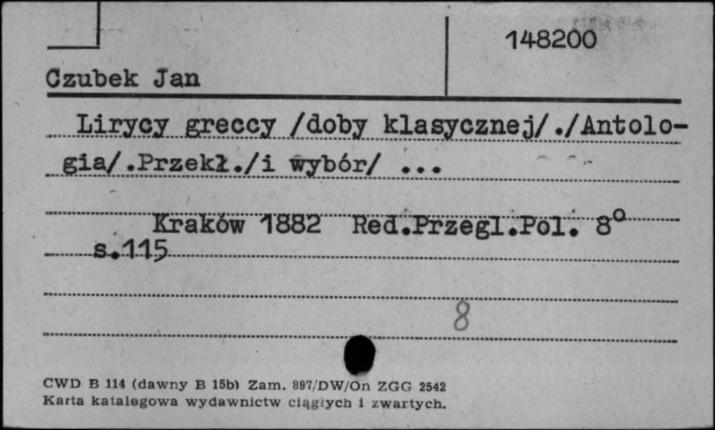 148200
Czubek Jan
Lirycy greccy /doby klasycznej/./Antolo-
gia/.Przekł./i wybór/ ...
Kraków 1882 Red.Przegl.Pol. 8°
s.115
8
CWD B 114 (dawny B 15b) Zam. 897/DW/On ZGG 2542
Karta katalogowa wydawnictw ciągłych i zwartych.